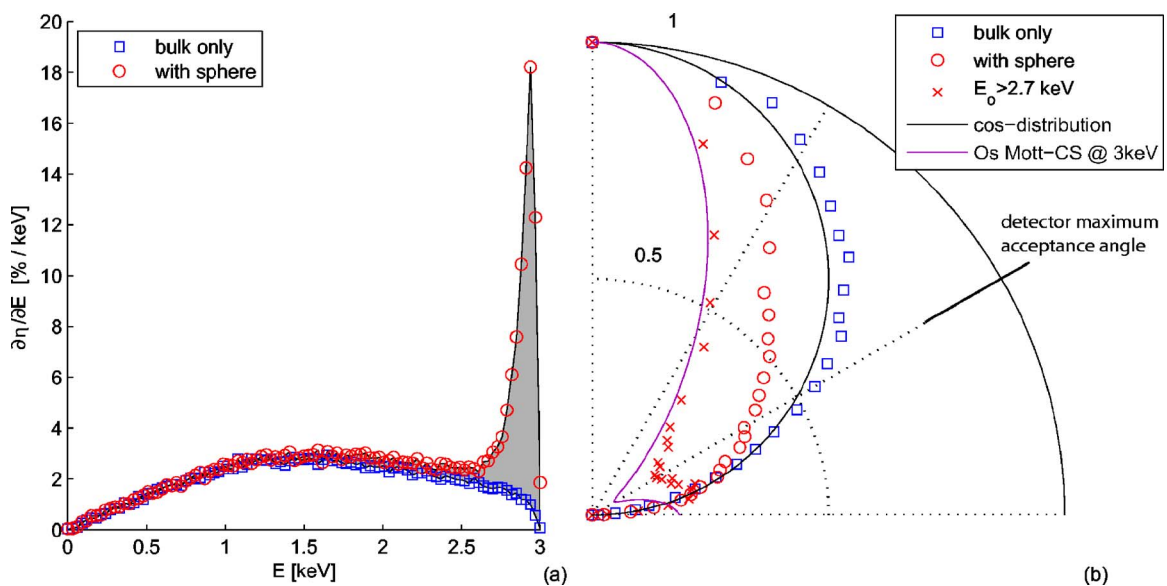 20
18
16
14
12
10
8
6
4
2
0
∂η/∂E [% / keV]
bulk only
with sphere
0 0.5 1 1.5 2 2.5 3
E [keV]
(a)
1
0.5
bulk only
with sphere
E_o>2.7 keV
cos-distribution
Os Mott-CS @ 3keV
detector maximum
acceptance angle
(b)